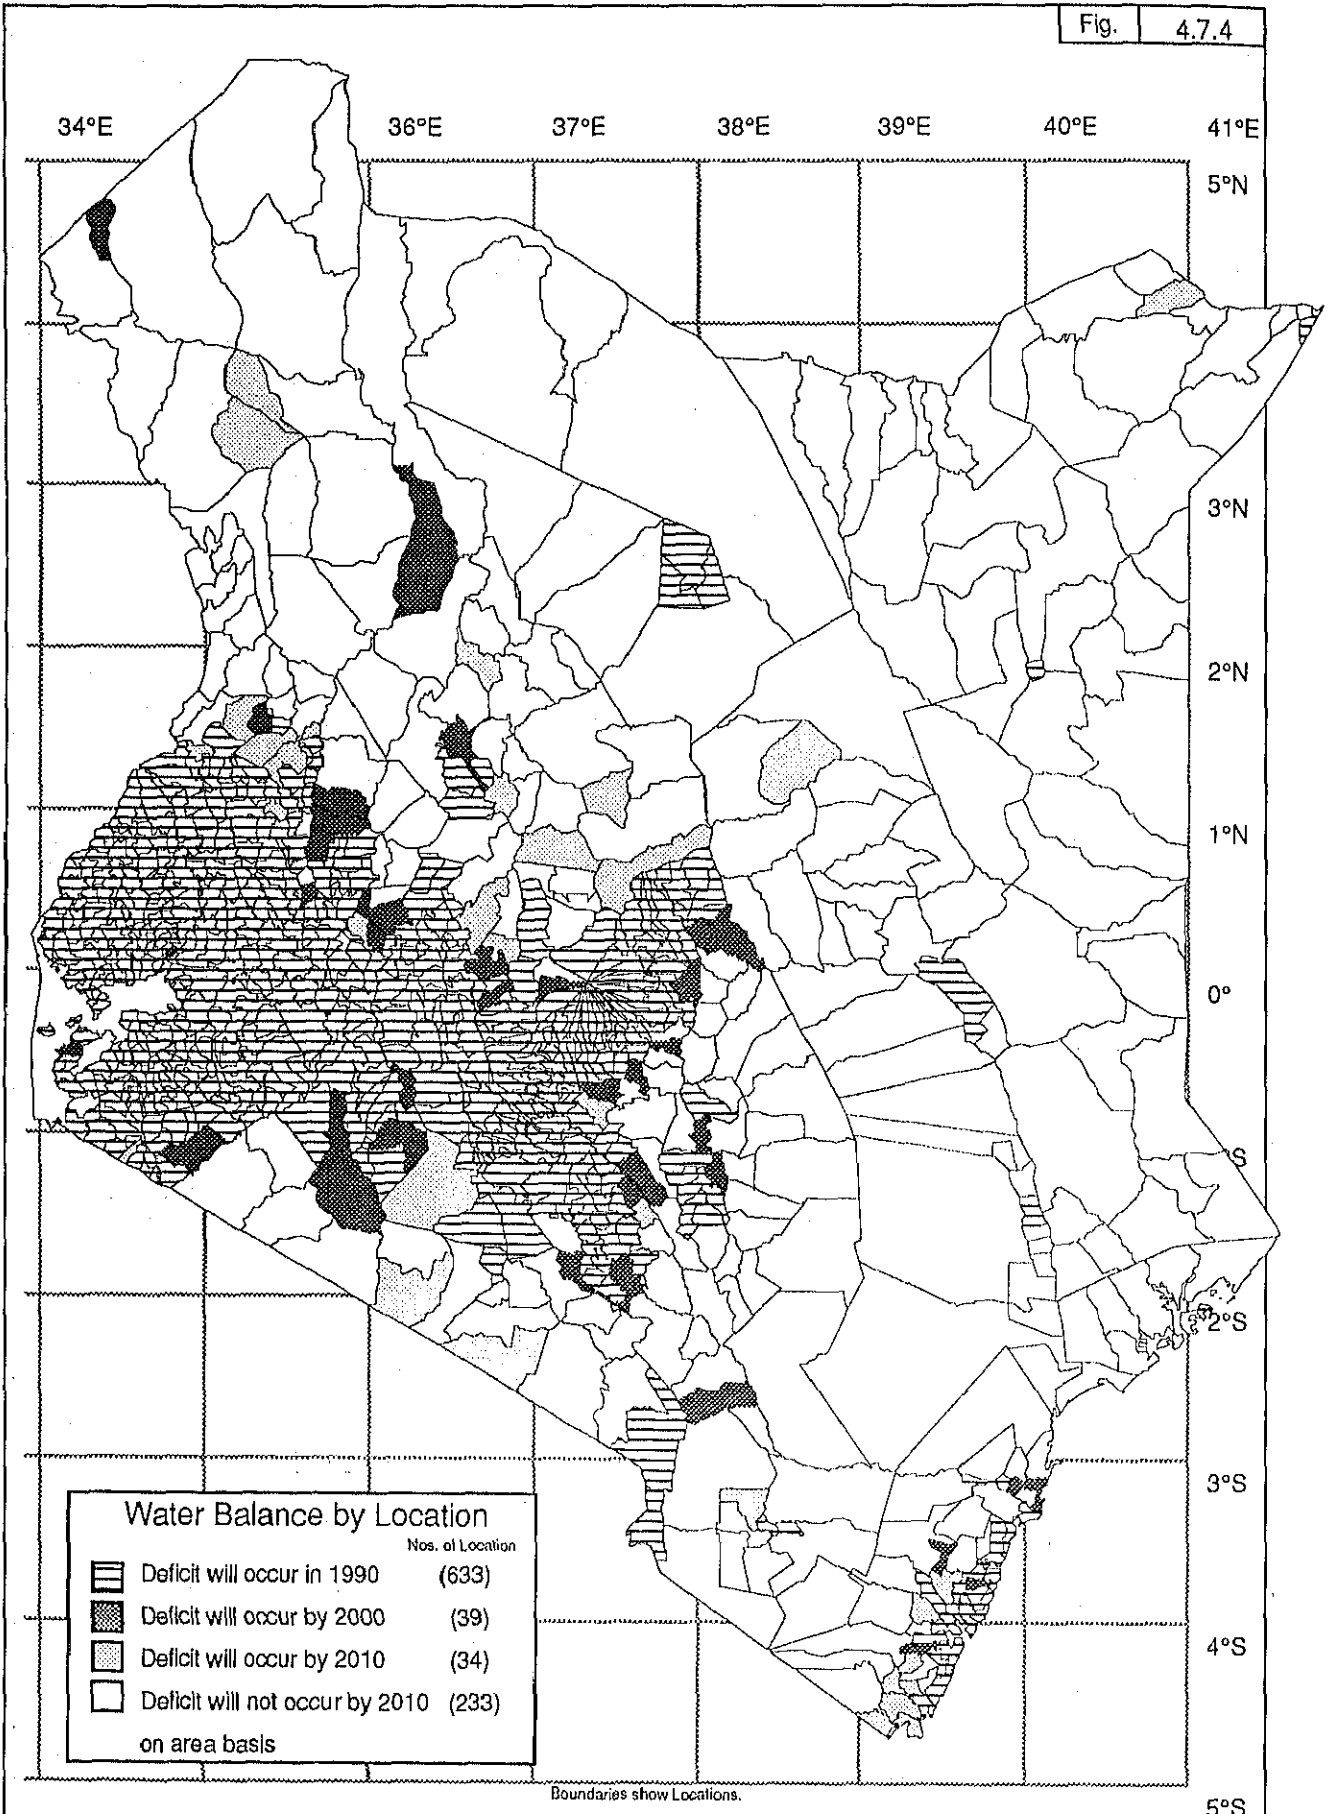 Fig. 4.7.4
34°E 36°E 37°E 38°E 39°E 40°E 41°E
5°N
3°N
2°N
1°N
0°
S
2°S
3°S
4°S
5°S
Water Balance by Location
Nos. of Location
Deficit will occur in 1990 (633)
Deficit will occur by 2000 (39)
Deficit will occur by 2010 (34)
Deficit will not occur by 2010 (233)
on area basis
Boundaries show Locations.